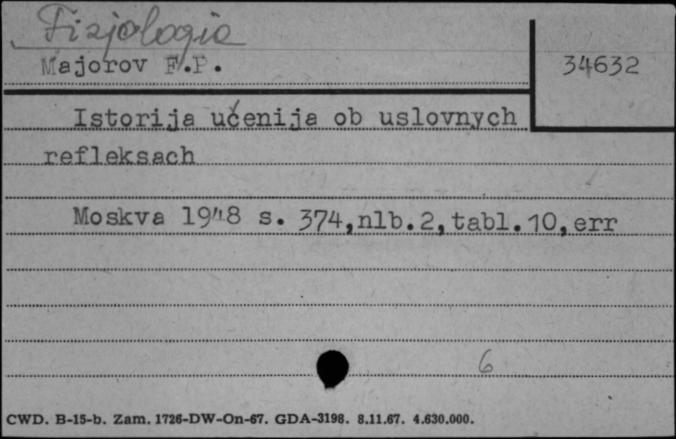 Fizjologia
Majorov F.P.
34632
Istorija učenija ob uslovnych
refleksach
Moskva 1948 s. 374,nlb.2,tabl.10,err
6
CWD. B-15-b. Zam. 1726-DW-On-67. GDA-3198. 8.11.67. 4.630.000.